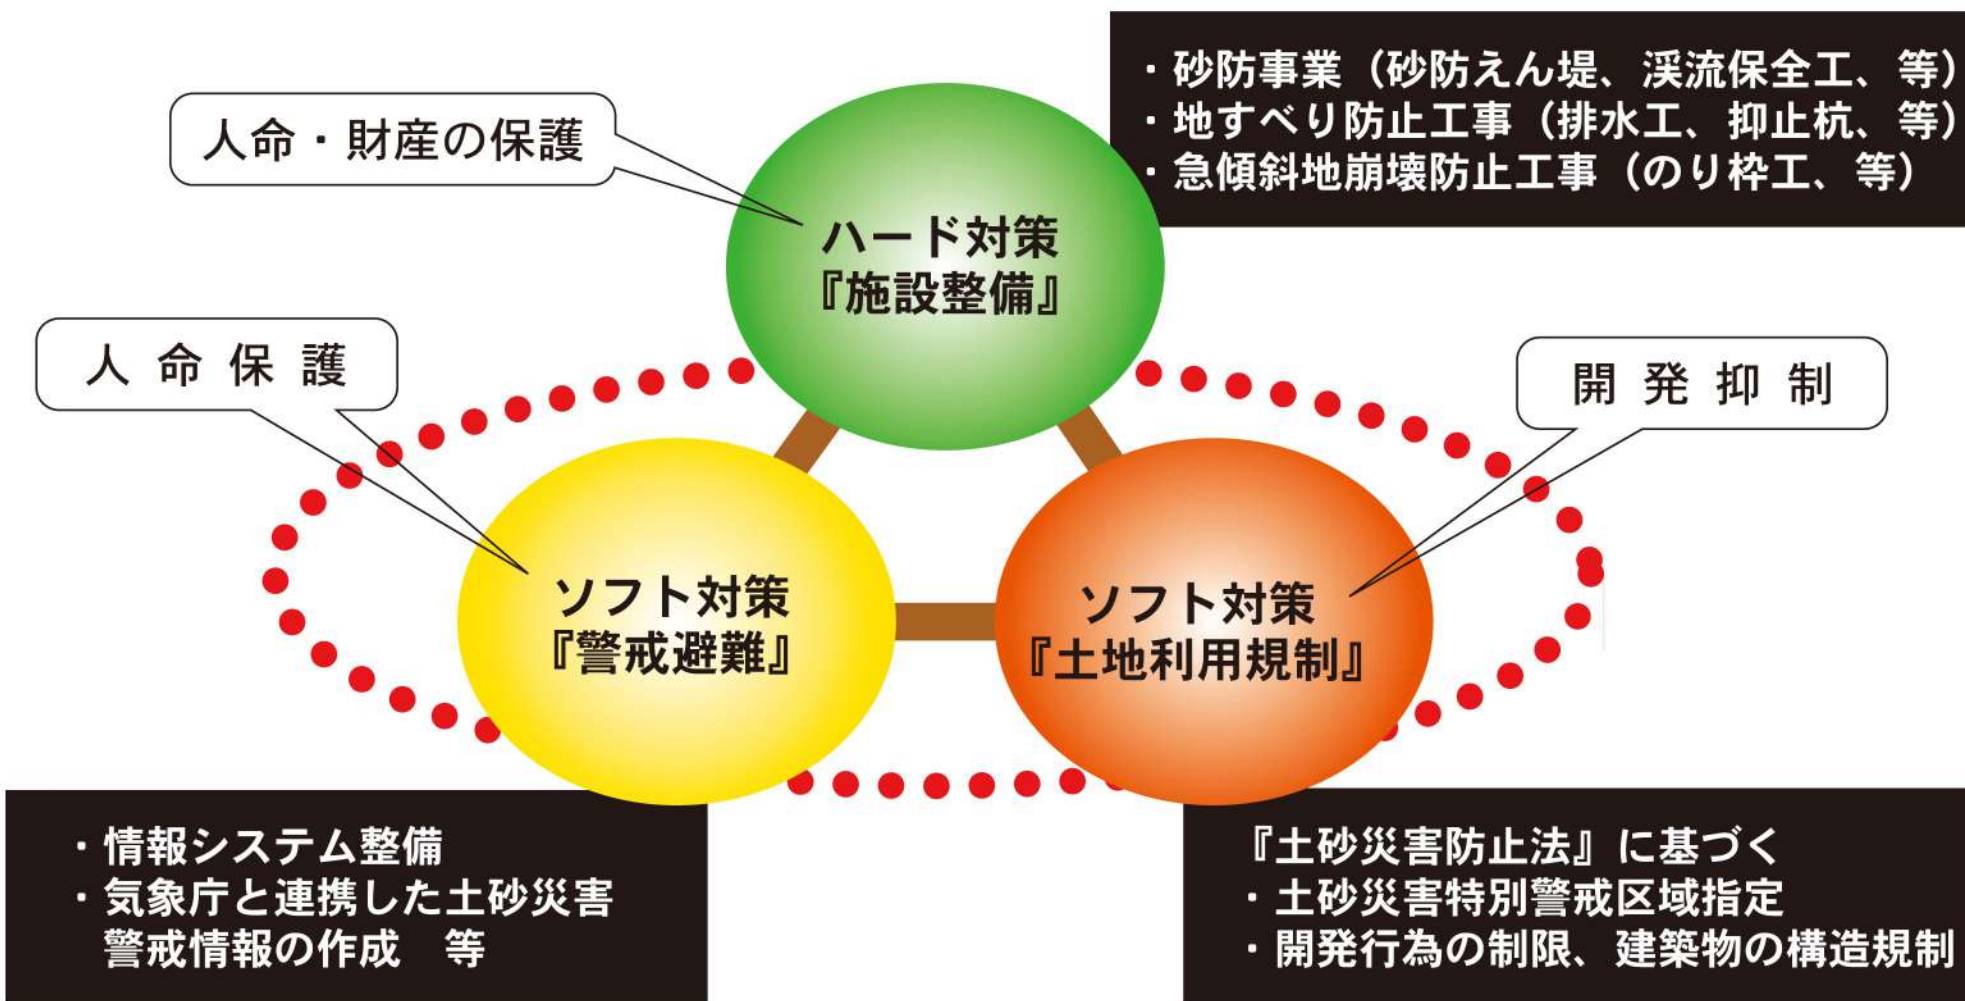 ・砂防事業（砂防えん堤、渓流保全工、等）
・地すべり防止工事（排水工、抑止杭、等）
・急傾斜地崩壊防止工事（のり枠工、等）
人命・財産の保護
ハード対策
『施設整備』
人命保護
開発抑制
ソフト対策
『警戒避難』
ソフト対策
『土地利用規制』
・情報システム整備
・気象庁と連携した土砂災害
警戒情報の作成　等
『土砂災害防止法』に基づく
・土砂災害特別警戒区域指定
・開発行為の制限、建築物の構造規制